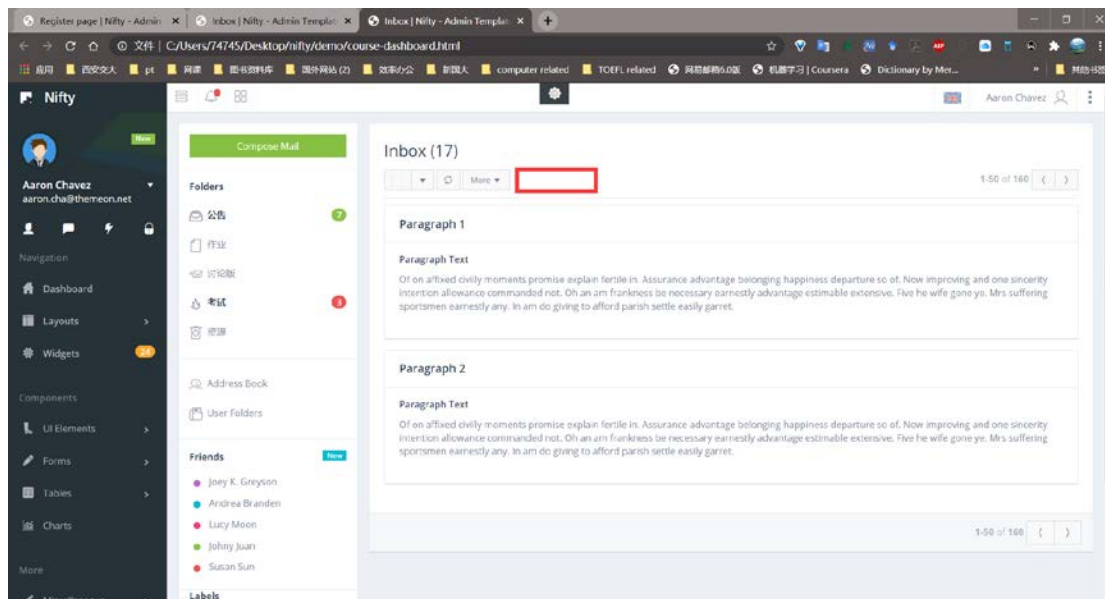 Register page | Nifty - Admin
Inbox | Nifty - Admin Templat
Inbox | Nifty - Admin Templat
文件 | C:/Users/74745/Desktop/nifty/demo/course-dashboard.html
应用 西安交大 pt 网课 图书资料库 国外网站 (2) 效率办公 新国大 computer related TOEFL related 网易邮箱6.0版 机器学习 | Coursera Dictionary by Mer... »
Nifty
Aaron Chavez
New
Aaron Chavez
aaron.cha@themeon.net
Navigation
Dashboard
Layouts
Widgets 24
Components
UI Elements
Forms
Tables
Charts
More
Compose Mail
Folders
公告 7
作业
讨论版
考试 3
资源
Address Book
User Folders
Friends New
Joey K. Greyson
Andrea Branden
Lucy Moon
Johny Juan
Susan Sun
Labels
Inbox (17)
More
1-50 of 160
Paragraph 1
Paragraph Text
Of on affixed civilly moments promise explain fertile in. Assurance advantage belonging happiness departure so of. Now improving and one sincerity
intention allowance commanded not. Oh an am frankness be necessary earnestly advantage estimable extensive. Five he wife gone ye. Mrs suffering
sportsmen earnestly any. In am do giving to afford parish settle easily garret.
Paragraph 2
Paragraph Text
Of on affixed civilly moments promise explain fertile in. Assurance advantage belonging happiness departure so of. Now improving and one sincerity
intention allowance commanded not. Oh an am frankness be necessary earnestly advantage estimable extensive. Five he wife gone ye. Mrs suffering
sportsmen earnestly any. In am do giving to afford parish settle easily garret.
1-50 of 160